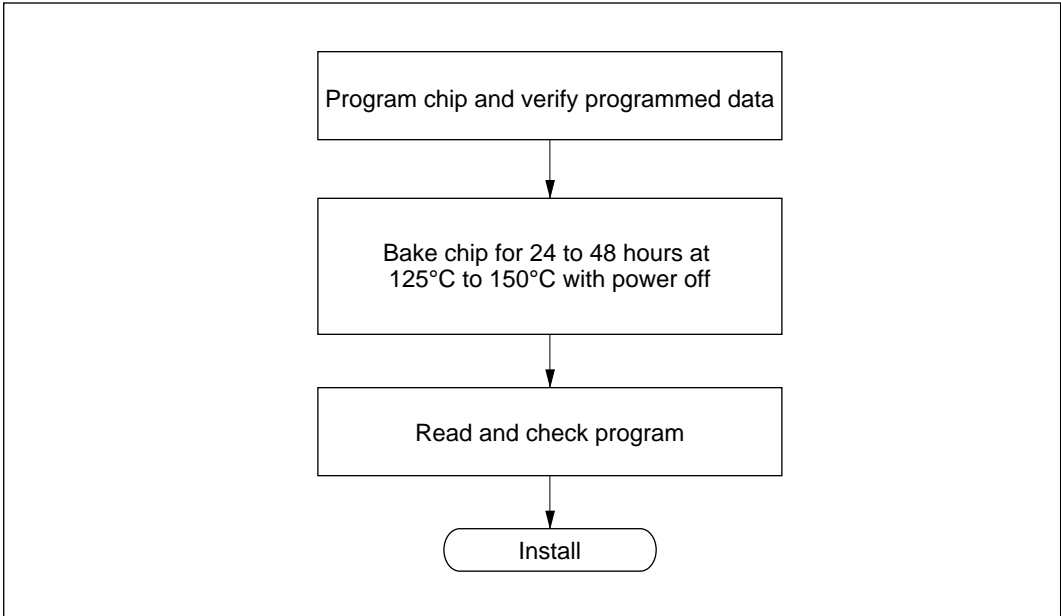 Program chip and verify programmed data
Bake chip for 24 to 48 hours at
125°C to 150°C with power off
Read and check program
Install